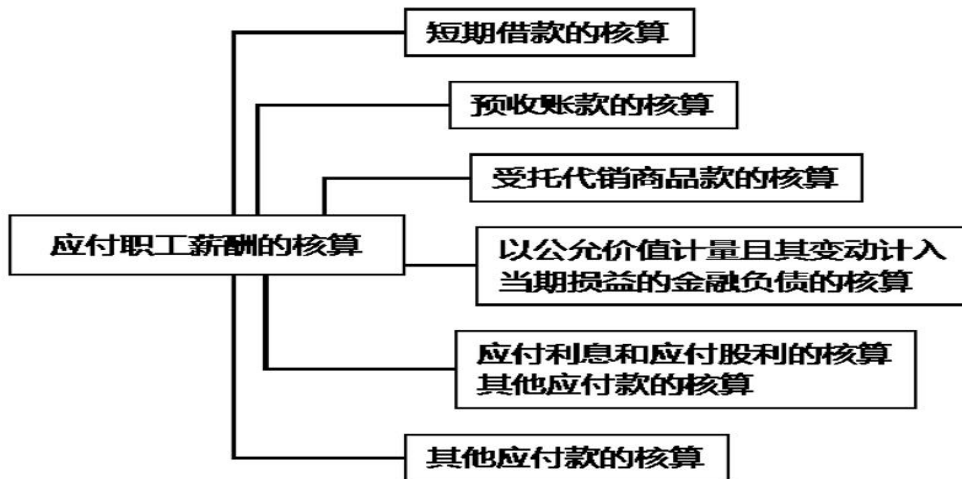 短期借款的核算
预收账款的核算
受托代销商品款的核算
应付职工薪酬的核算
以公允价值计量且其变动计入
当期损益的金融负债的核算
应付利息和应付股利的核算
其他应付款的核算
其他应付款的核算